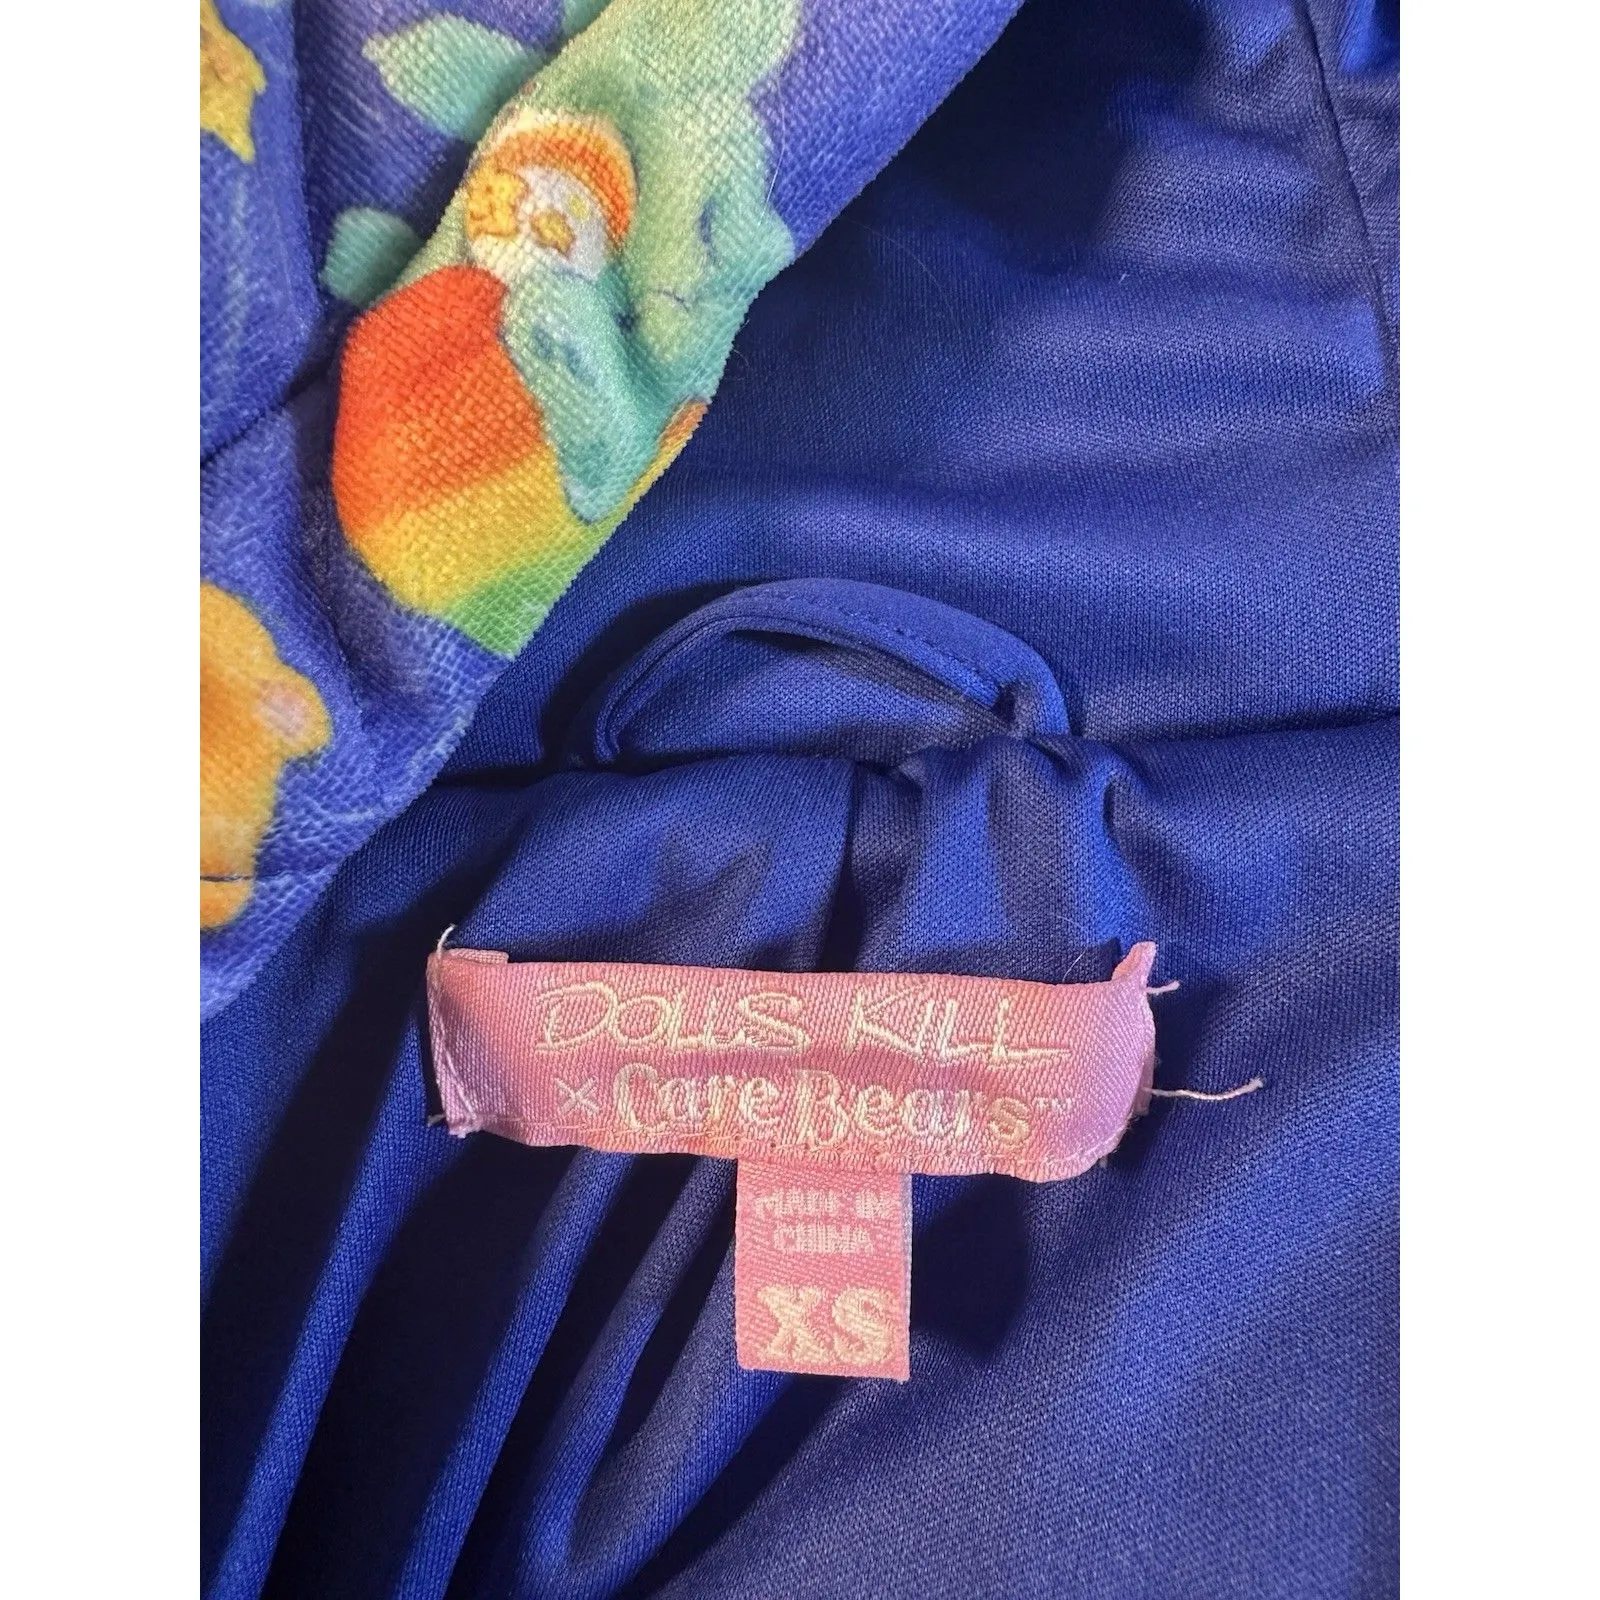 DOLLS KILL
× Care Bears™
MADE IN
CHINA
XS